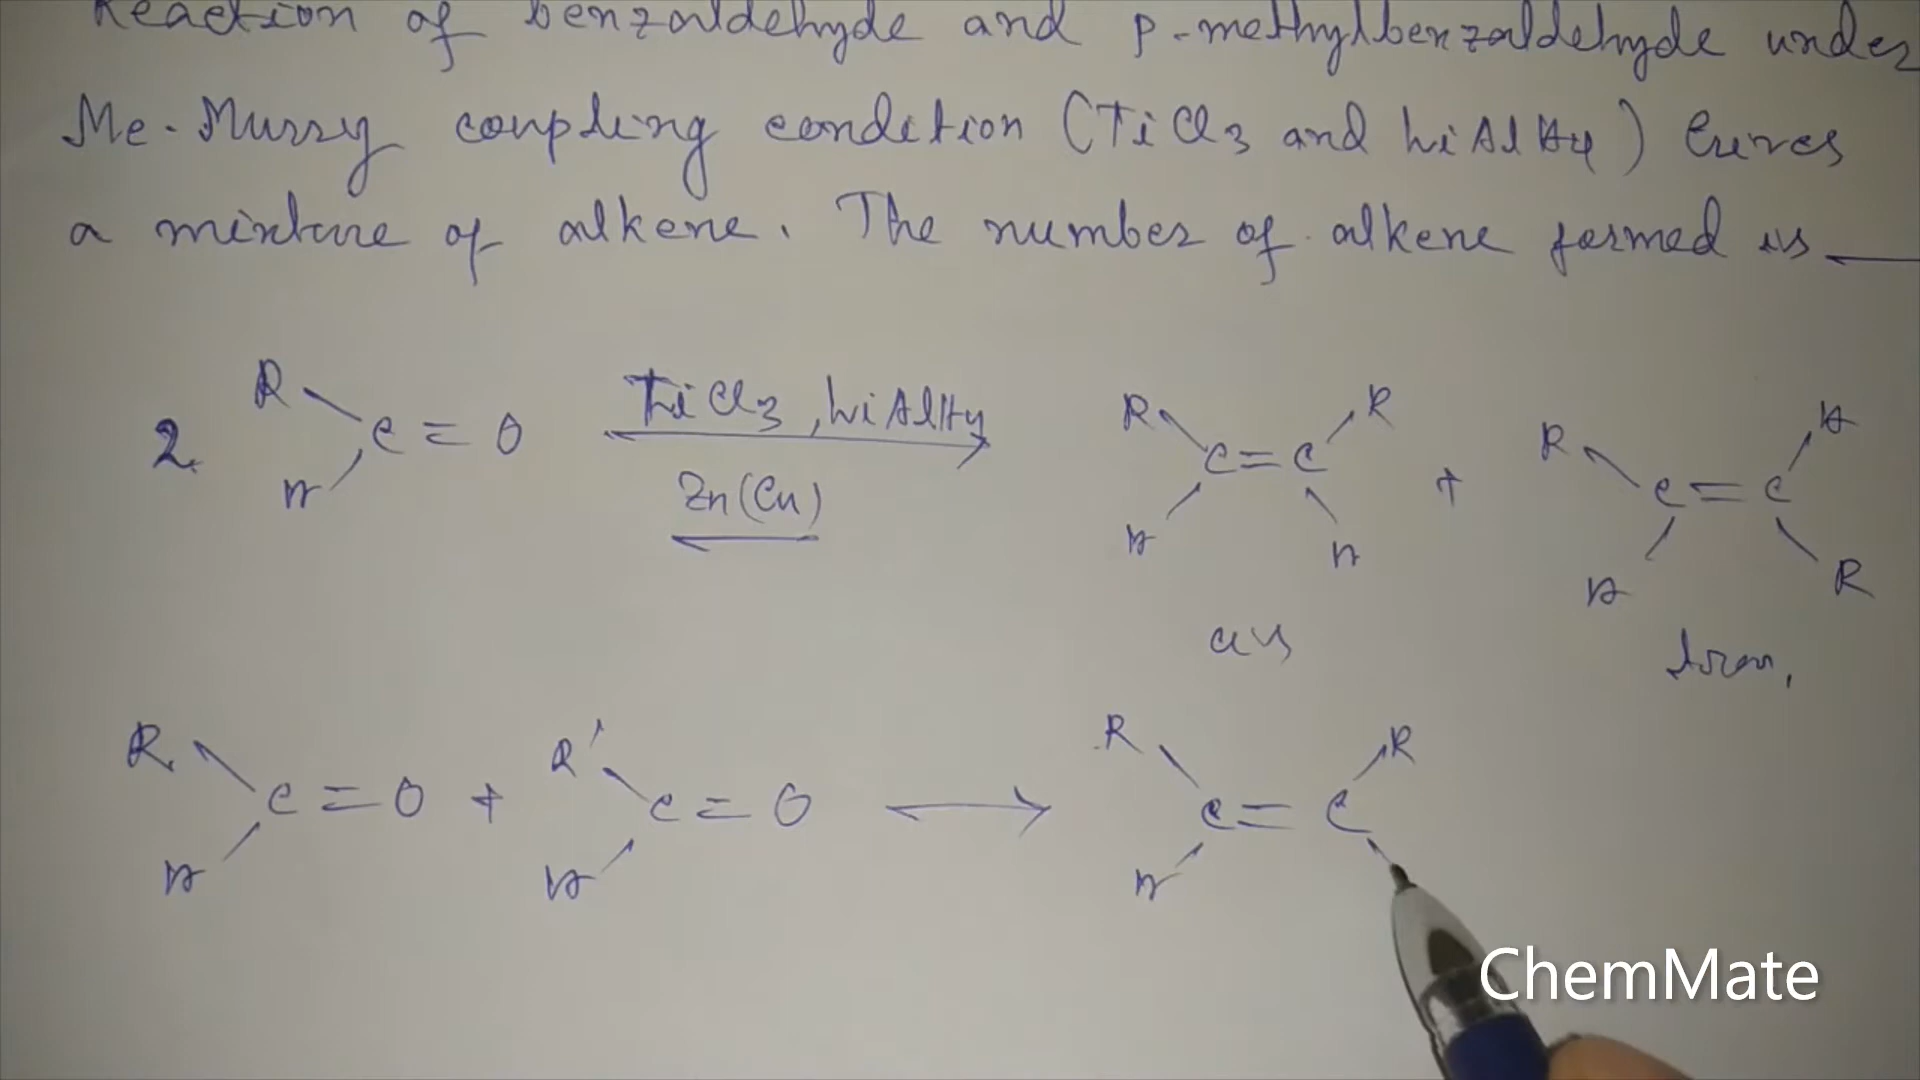 Reaction of benzaldehyde and p-methylbenzaldehyde under
Mc-Murry coupling condition (TiCl3 and LiAlH4) Gives
a mixture of alkene. The number of alkene formed is
2 R H C = O TiCl3, LiAlH4 Zn(Cu) R H C = C R H + R H C = C H R
cis trans,
R H C = O + R' H C = O R H C = C R
ChemMate